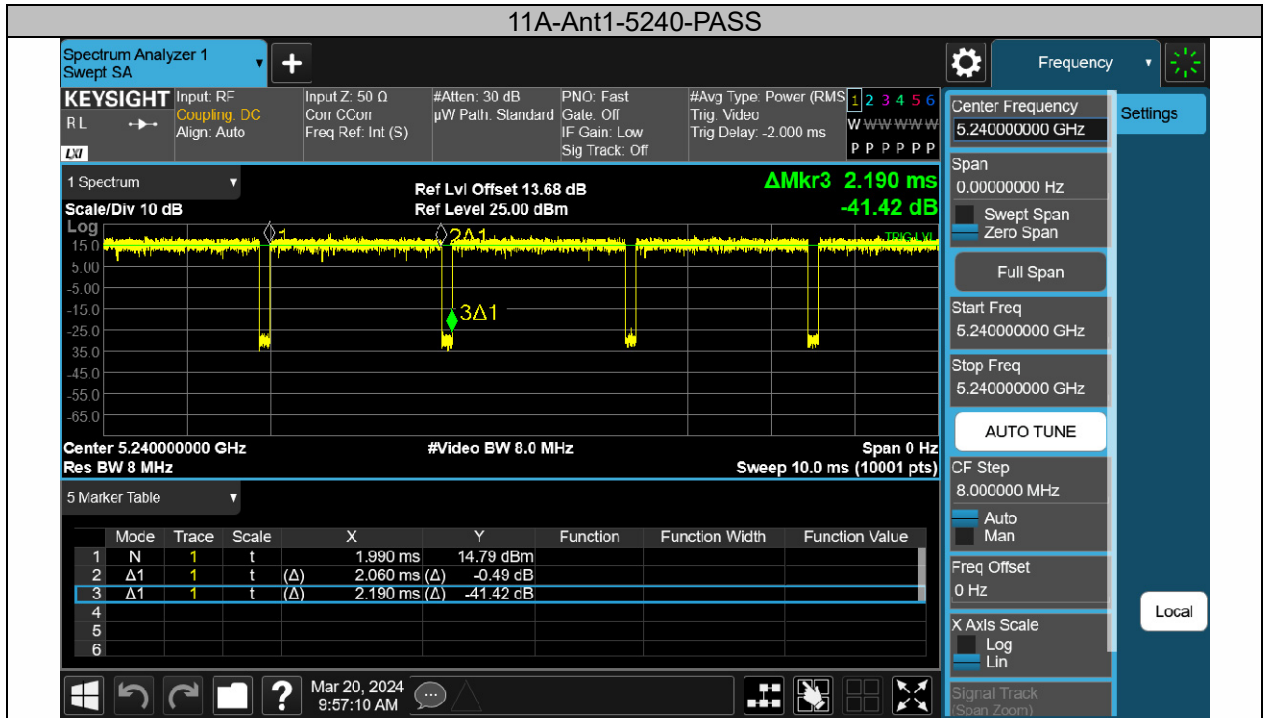 11A-Ant1-5240-PASS
Spectrum Analyzer 1
Swept SA
Frequency
KEYSIGHT
RL
LXI
Input: RF
Coupling: DC
Align: Auto
Input Z: 50 Ω
Corr CCorr
Freq Ref: Int (S)
#Atten: 30 dB
µW Path: Standard
PNO: Fast
Gate: Off
IF Gain: Low
Sig Track: Off
#Avg Type: Power (RMS
Trig: Video
Trig Delay: -2.000 ms
1 2 3 4 5 6
W W W W W W
P P P P P P
1 Spectrum
Scale/Div 10 dB
Ref Lvl Offset 13.68 dB
Ref Level 25.00 dBm
ΔMkr3 2.190 ms
-41.42 dB
Log
15.0
5.00
-5.00
-15.0
-25.0
-35.0
-45.0
-55.0
-65.0
1
2Δ1
3Δ1
TRIG LVL
Center 5.240000000 GHz
Res BW 8 MHz
#Video BW 8.0 MHz
Span 0 Hz
Sweep 10.0 ms (10001 pts)
5 Marker Table
Mode Trace Scale X Y Function Function Width Function Value
1 N 1 t 1.990 ms 14.79 dBm
2 Δ1 1 t (Δ) 2.060 ms (Δ) -0.49 dB
3 Δ1 1 t (Δ) 2.190 ms (Δ) -41.42 dB
4
5
6
Mar 20, 2024
9:57:10 AM
Center Frequency
5.240000000 GHz
Settings
Span
0.00000000 Hz
Swept Span
Zero Span
Full Span
Start Freq
5.240000000 GHz
Stop Freq
5.240000000 GHz
AUTO TUNE
CF Step
8.000000 MHz
Auto
Man
Freq Offset
0 Hz
X Axis Scale
Log
Lin
Local
Signal Track
(Span Zoom)